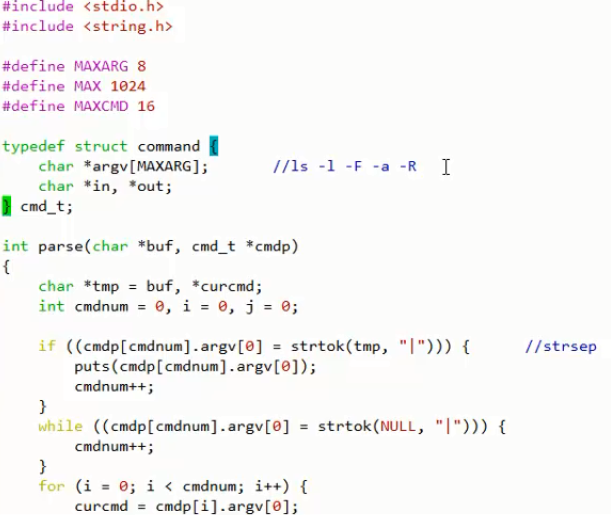 #include <stdio.h>
#include <string.h>
#define MAXARG 8
#define MAX 1024
#define MAXCMD 16
typedef struct command {
    char *argv[MAXARG];       //ls -l -F -a -R
    char *in, *out;
} cmd_t;
int parse(char *buf, cmd_t *cmdp)
{
    char *tmp = buf, *curcmd;
    int cmdnum = 0, i = 0, j = 0;
    if ((cmdp[cmdnum].argv[0] = strtok(tmp, "|"))) {      //strsep
        puts(cmdp[cmdnum].argv[0]);
        cmdnum++;
    }
    while ((cmdp[cmdnum].argv[0] = strtok(NULL, "|"))) {
        cmdnum++;
    }
    for (i = 0; i < cmdnum; i++) {
        curcmd = cmdp[i].argv[0];